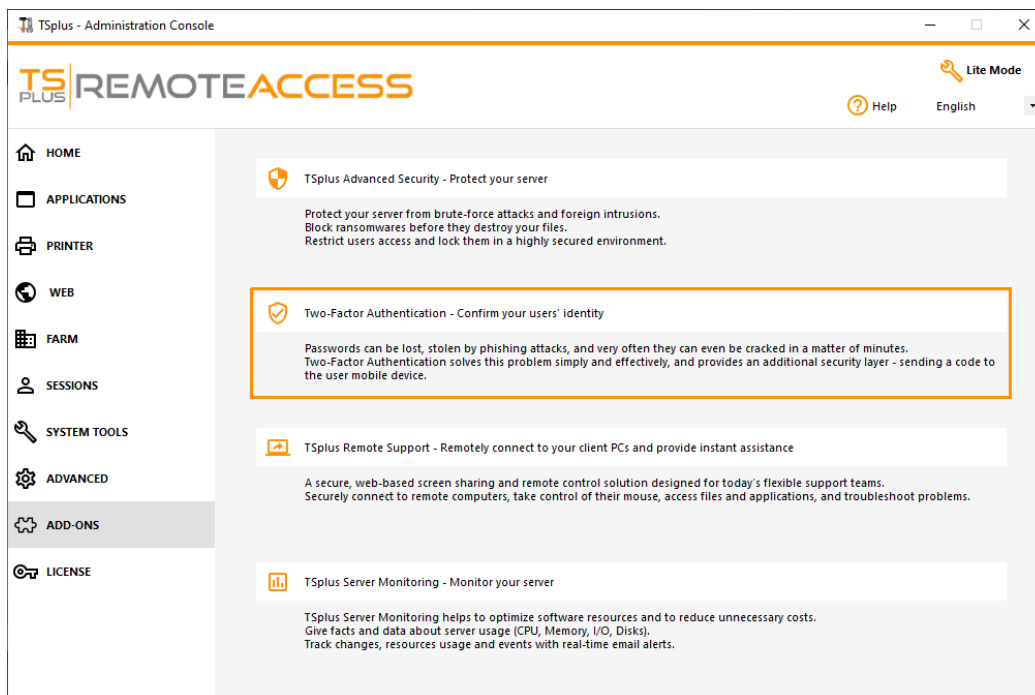 TSplus - Administration Console
TS PLUS REMOTEACCESS
Lite Mode
Help
English
HOME
APPLICATIONS
PRINTER
WEB
FARM
SESSIONS
SYSTEM TOOLS
ADVANCED
ADD-ONS
LICENSE
TSplus Advanced Security - Protect your server
Protect your server from brute-force attacks and foreign intrusions.
Block ransomwares before they destroy your files.
Restrict users access and lock them in a highly secured environment.
Two-Factor Authentication - Confirm your users' identity
Passwords can be lost, stolen by phishing attacks, and very often they can even be cracked in a matter of minutes.
Two-Factor Authentication solves this problem simply and effectively, and provides an additional security layer - sending a code to
the user mobile device.
TSplus Remote Support - Remotely connect to your client PCs and provide instant assistance
A secure, web-based screen sharing and remote control solution designed for today's flexible support teams.
Securely connect to remote computers, take control of their mouse, access files and applications, and troubleshoot problems.
TSplus Server Monitoring - Monitor your server
TSplus Server Monitoring helps to optimize software resources and to reduce unnecessary costs.
Give facts and data about server usage (CPU, Memory, I/O, Disks).
Track changes, resources usage and events with real-time email alerts.